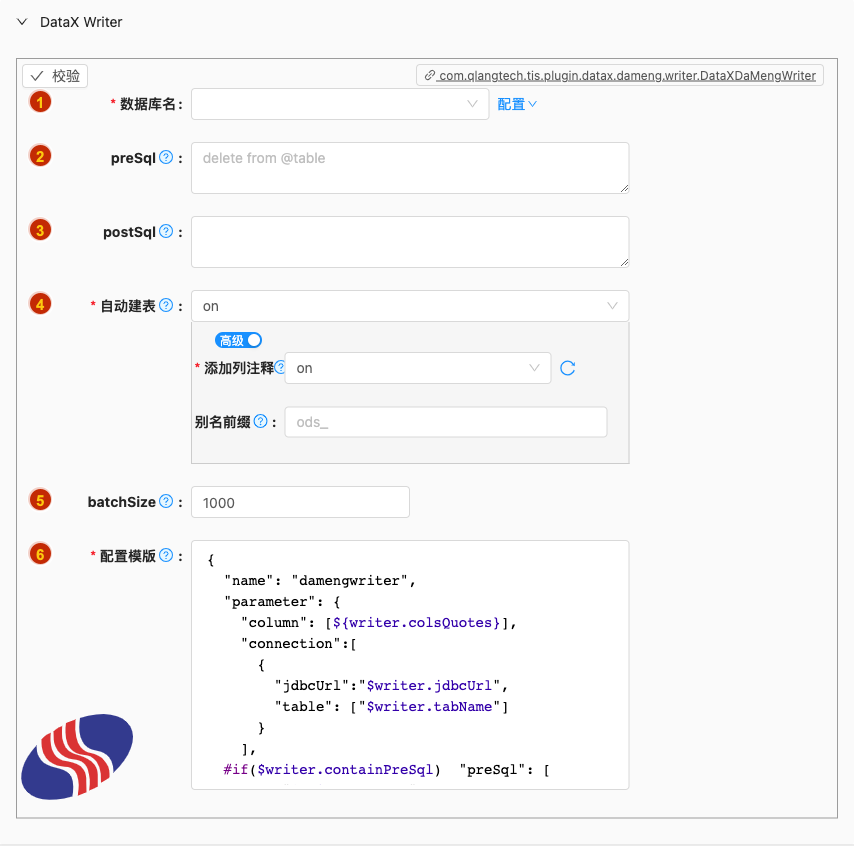 DataX Writer
校验
com.qlangtech.tis.plugin.datax.dameng.writer.DataXDaMengWriter
1 * 数据库名: 配置
2 preSql ? : delete from @table
3 postSql ? :
4 * 自动建表 ? : on
高级
* 添加列注释 ? on
别名前缀 ? : ods_
5 batchSize ? : 1000
6 * 配置模版 ? : {
"name": "damengwriter",
"parameter": {
"column": [${writer.colsQuotes}],
"connection":[
{
"jdbcUrl":"$writer.jdbcUrl",
"table": ["$writer.tabName"]
}
],
#if($writer.containPreSql) "preSql": [